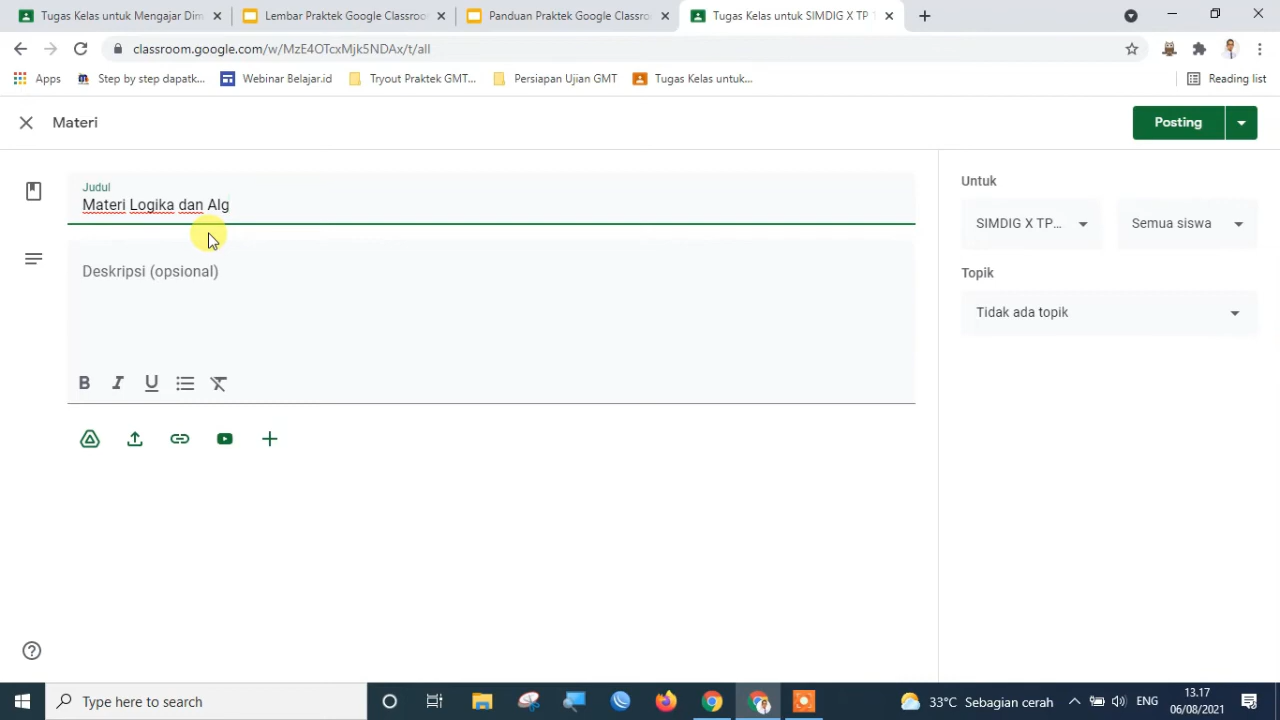 Tugas Kelas untuk Mengajar Dim
Lembar Praktek Google Classro
Panduan Praktek Google Classro
Tugas Kelas untuk SIMDIG X TP 1
classroom.google.com/w/MzE4OTcxMjk5NDAx/t/all
Apps
Step by step dapatk...
Webinar Belajar.id
Tryout Praktek GMT...
Persiapan Ujian GMT
Tugas Kelas untuk...
Reading list
Materi
Posting
Judul
Materi Logika dan Alg
Deskripsi (opsional)
B I U
Untuk
SIMDIG X TP...
Semua siswa
Topik
Tidak ada topik
Type here to search
33°C Sebagian cerah
ENG
13.17
06/08/2021